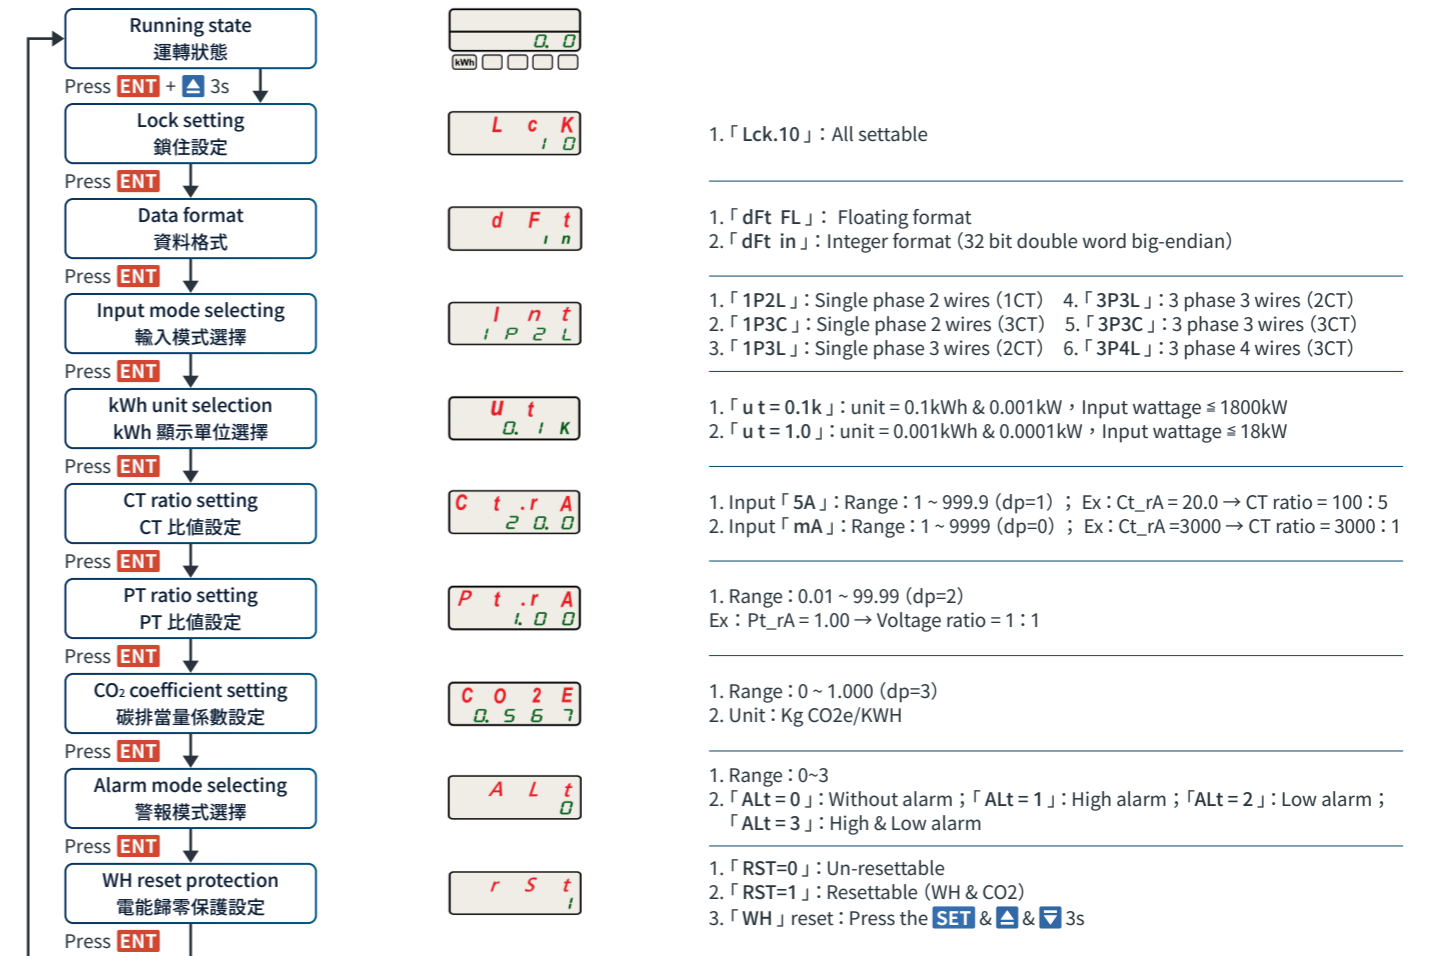 Running state
運轉狀態
0. 0
kWh
Press ENT + 3s
Lock setting
鎖住設定
L c K
1 0
1.「 Lck.10 」: All settable
Press ENT
Data format
資料格式
d F t
i n
1.「 dFt FL 」: Floating format
2.「 dFt in 」: Integer format (32 bit double word big-endian)
Press ENT
Input mode selecting
輸入模式選擇
I n t
1 P 2 L
1.「 1P2L 」: Single phase 2 wires (1CT) 4.「 3P3L 」: 3 phase 3 wires (2CT)
2.「 1P3C 」: Single phase 2 wires (3CT) 5.「 3P3C 」: 3 phase 3 wires (3CT)
3.「 1P3L 」: Single phase 3 wires (2CT) 6.「 3P4L 」: 3 phase 4 wires (3CT)
Press ENT
kWh unit selection
kWh 顯示單位選擇
u t
0. 1 K
1.「 u t = 0.1k 」: unit = 0.1kWh & 0.001kW，Input wattage ≦ 1800kW
2.「 u t = 1.0 」: unit = 0.001kWh & 0.0001kW，Input wattage ≦ 18kW
Press ENT
CT ratio setting
CT 比值設定
C t .r A
2 0. 0
1. Input「 5A 」: Range : 1 ~ 999.9 (dp=1) ; Ex : Ct_rA = 20.0 → CT ratio = 100 : 5
2. Input「 mA 」: Range : 1 ~ 9999 (dp=0) ; Ex : Ct_rA =3000 → CT ratio = 3000 : 1
Press ENT
PT ratio setting
PT 比值設定
P t .r A
1. 0 0
1. Range : 0.01 ~ 99.99 (dp=2)
Ex : Pt_rA = 1.00 → Voltage ratio = 1 : 1
Press ENT
CO2 coefficient setting
碳排當量係數設定
C O 2 E
0. 5 6 7
1. Range : 0 ~ 1.000 (dp=3)
2. Unit : Kg CO2e/KWH
Press ENT
Alarm mode selecting
警報模式選擇
A L t
0
1. Range : 0~3
2.「 ALt = 0 」: Without alarm ;「 ALt = 1 」: High alarm ;「ALt = 2 」: Low alarm ;
「 ALt = 3 」: High & Low alarm
Press ENT
WH reset protection
電能歸零保護設定
r S t
1
1.「 RST=0 」: Un-resettable
2.「 RST=1 」: Resettable (WH & CO2)
3.「 WH 」reset : Press the SET & & 3s
Press ENT